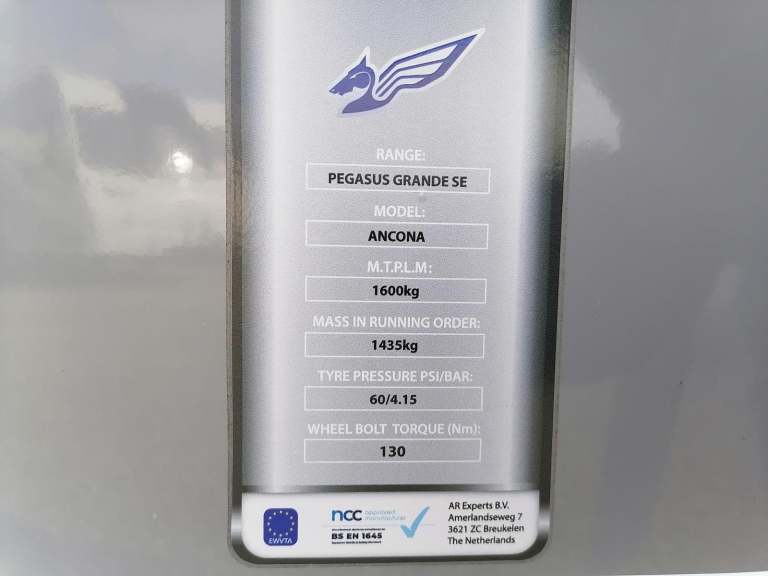 RANGE:
PEGASUS GRANDE SE
MODEL:
ANCONA
M.T.P.L.M:
1600kg
MASS IN RUNNING ORDER:
1435kg
TYRE PRESSURE PSI/BAR:
60/4.15
WHEEL BOLT TORQUE (Nm):
130
EWVTA
ncc approved
manufacturer
BS EN 1645
AR Experts B.V.
Amerlandseweg 7
3621 ZC Breukelen
The Netherlands